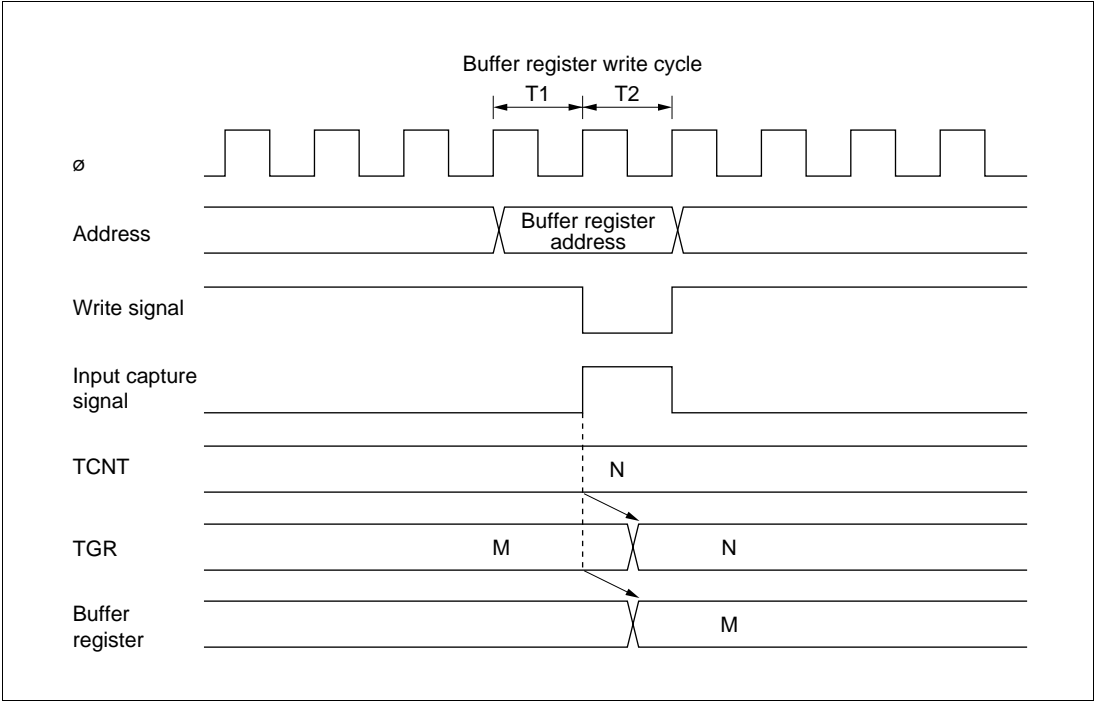 Buffer register write cycle
T1 T2
ø
Address
Buffer register
address
Write signal
Input capture
signal
TCNT
N
TGR
M
N
Buffer
register
M